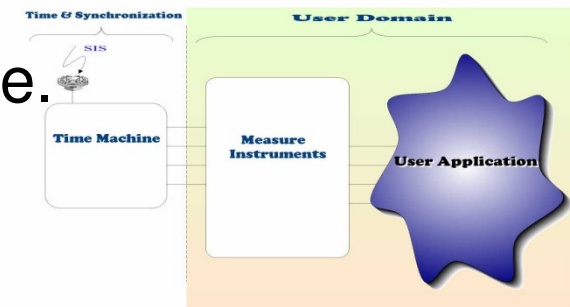 Time & Synchronization
User Domain
SIS
e.
Time Machine
Measure
Instruments
User Application